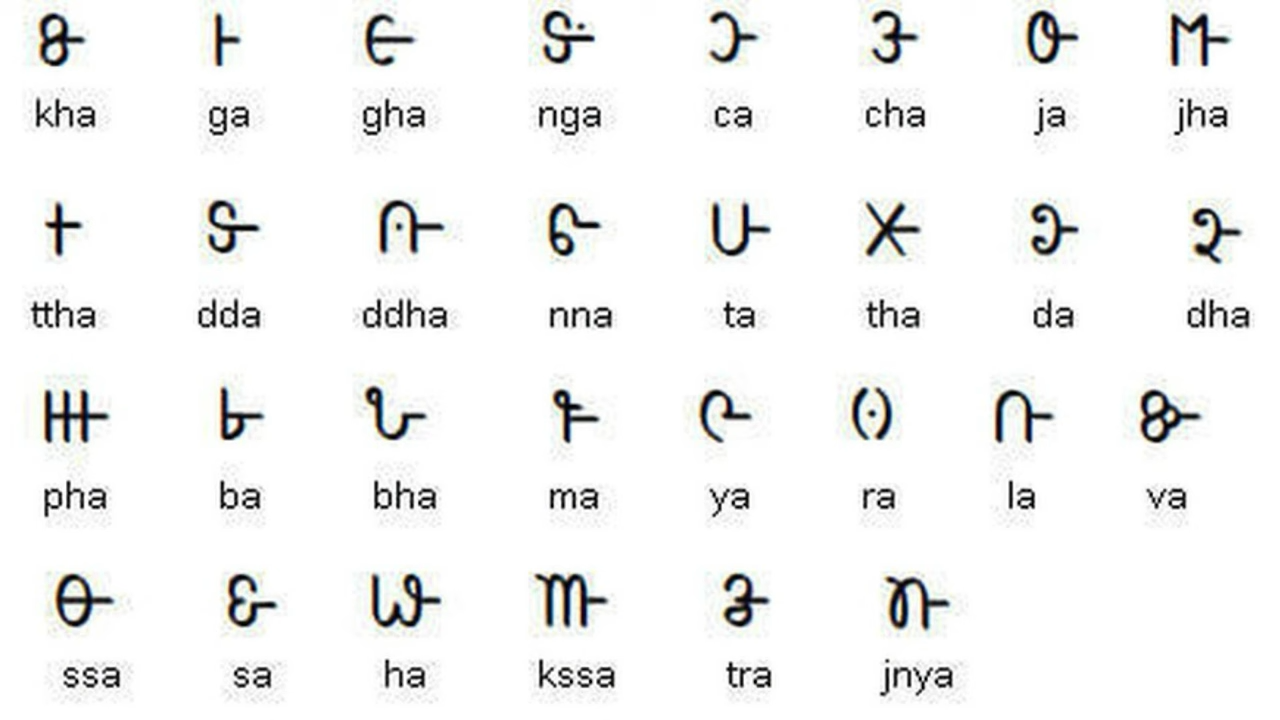 𑴍 𑴎 𑴏 𑴐 𑴑 𑴒 𑴓 𑴔
kha ga gha nga ca cha ja jha
𑴗 𑴘 𑴙 𑴚 𑴛 𑴜 𑴝 𑴞
ttha dda ddha nna ta tha da dha
𑴡 𑴢 𑴣 𑴤 𑴥 𑴦 𑴧 𑴨
pha ba bha ma ya ra la va
𑴪 𑴫 𑴬 𑴮 𑴰 𑴯
ssa sa ha kssa tra jnya